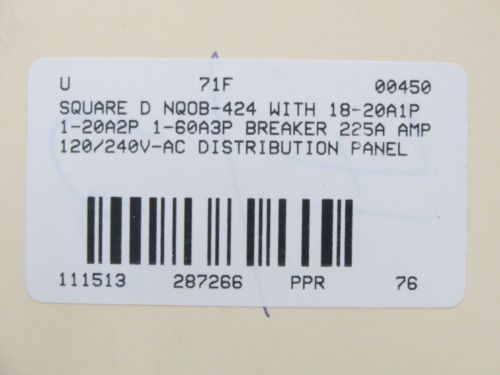 U 71F 00450
SQUARE D NQOB-424 WITH 18-20A1P
1-20A2P 1-60A3P BREAKER 225A AMP
120/240V-AC DISTRIBUTION PANEL
111513 287266 PPR 76